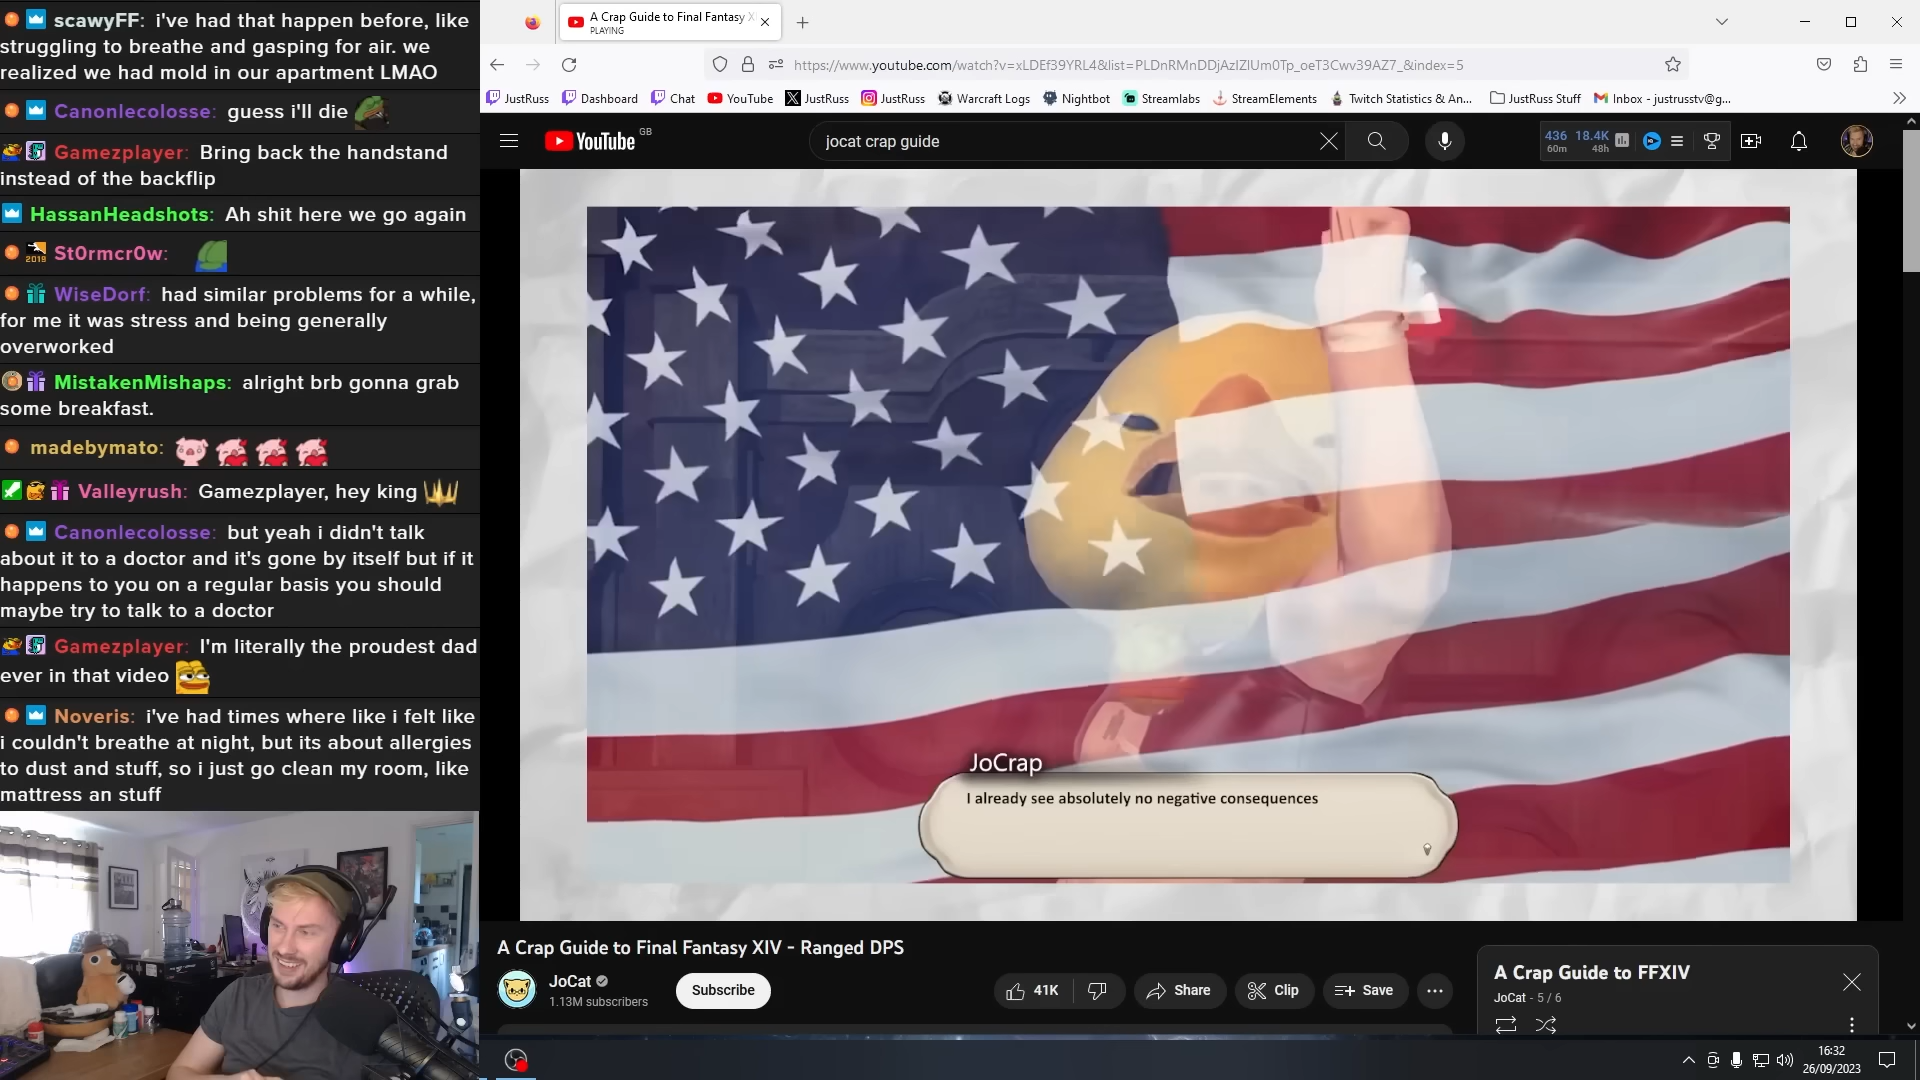 scawyFF: i've had that happen before, like
struggling to breathe and gasping for air. we
realized we had mold in our apartment LMAO
Canonlecolosse: guess i'll die
Gamezplayer: Bring back the handstand
instead of the backflip
HassanHeadshots: Ah shit here we go again
2019 St0rmcr0w:
WiseDorf: had similar problems for a while,
for me it was stress and being generally
overworked
MistakenMishaps: alright brb gonna grab
some breakfast.
madebymato:
Valleyrush: Gamezplayer, hey king
Canonlecolosse: but yeah i didn't talk
about it to a doctor and it's gone by itself but if it
happens to you on a regular basis you should
maybe try to talk to a doctor
Gamezplayer: I'm literally the proudest dad
ever in that video
Noveris: i've had times where like i felt like
i couldn't breathe at night, but its about allergies
to dust and stuff, so i just go clean my room, like
mattress an stuff
A Crap Guide to Final Fantasy X
PLAYING
https://www.youtube.com/watch?v=xLDEf39YRL4&list=PLDnRMnDDjAzIZlUm0Tp_oeT3Cwv39AZ7_&index=5
JustRuss Dashboard Chat YouTube JustRuss JustRuss Warcraft Logs Nightbot Streamlabs StreamElements Twitch Statistics & An... JustRuss Stuff Inbox - justrusstv@g...
YouTube GB
jocat crap guide
436 18.4K
60m 48h
JoCrap
I already see absolutely no negative consequences
A Crap Guide to Final Fantasy XIV - Ranged DPS
JoCat
1.13M subscribers
Subscribe
41K Share Clip Save
A Crap Guide to FFXIV
JoCat - 5 / 6
16:32
26/09/2023